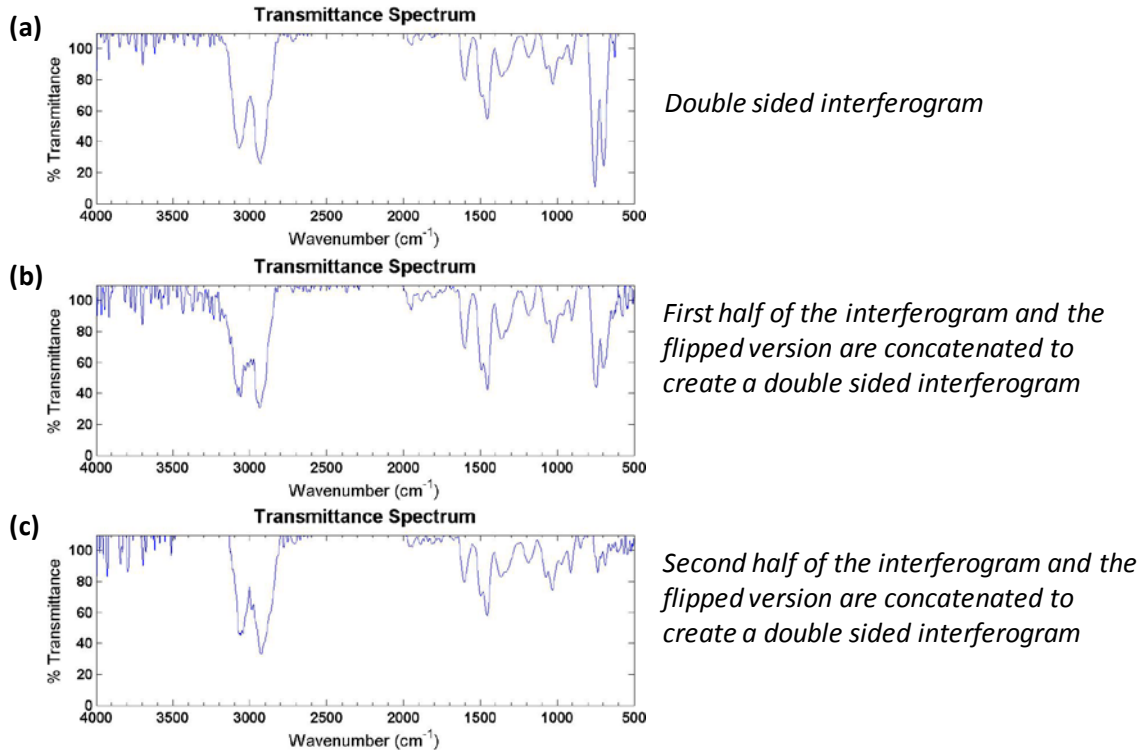 (a)
Transmittance Spectrum
% Transmittance
100
80
60
40
20
0
4000 3500 3000 2500 2000 1500 1000 500
Wavenumber (cm⁻¹)
Double sided interferogram
(b)
Transmittance Spectrum
% Transmittance
100
80
60
40
20
0
4000 3500 3000 2500 2000 1500 1000 500
Wavenumber (cm⁻¹)
First half of the interferogram and the
flipped version are concatenated to
create a double sided interferogram
(c)
Transmittance Spectrum
% Transmittance
100
80
60
40
20
0
4000 3500 3000 2500 2000 1500 1000 500
Wavenumber (cm⁻¹)
Second half of the interferogram and the
flipped version are concatenated to
create a double sided interferogram